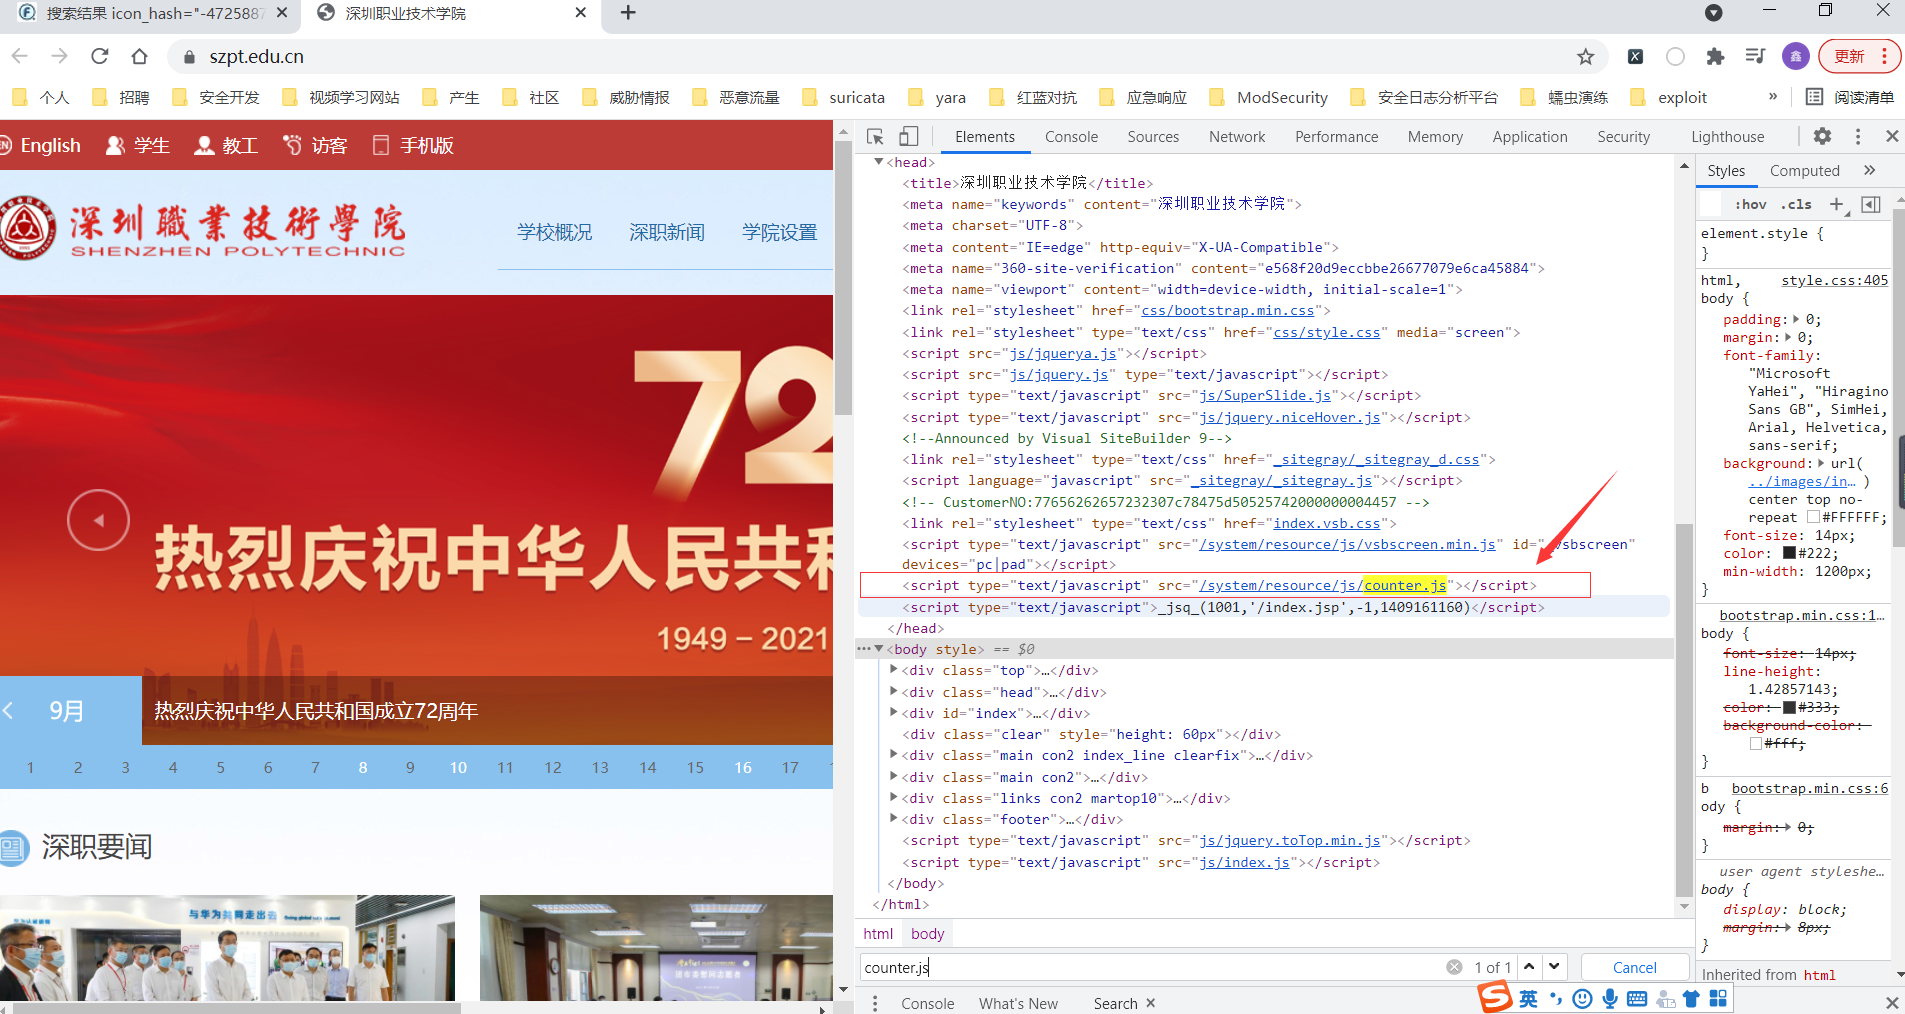 搜索结果 icon_hash="-4725887
深圳职业技术学院
szpt.edu.cn
鑫
更新
个人 招聘 安全开发 视频学习网站 产生 社区 威胁情报 恶意流量 suricata yara 红蓝对抗 应急响应 ModSecurity 安全日志分析平台 蠕虫演练 exploit » 阅读清单
EN English 学生 教工 访客 手机版
深圳職業技術學院
SHENZHEN POLYTECHNIC
学校概况 深职新闻 学院设置
72
热烈庆祝中华人民共和
1949 – 2021
9月
热烈庆祝中华人民共和国成立72周年
1 2 3 4 5 6 7 8 9 10 11 12 13 14 15 16 17
深职要闻
与华为共同走出去
Elements Console Sources Network Performance Memory Application Security Lighthouse
<head>
<title>深圳职业技术学院</title>
<meta name="keywords" content="深圳职业技术学院">
<meta charset="UTF-8">
<meta content="IE=edge" http-equiv="X-UA-Compatible">
<meta name="360-site-verification" content="e568f20d9eccbbe26677079e6ca45884">
<meta name="viewport" content="width=device-width, initial-scale=1">
<link rel="stylesheet" href="css/bootstrap.min.css">
<link rel="stylesheet" type="text/css" href="css/style.css" media="screen">
<script src="js/jquerya.js"></script>
<script src="js/jquery.js" type="text/javascript"></script>
<script type="text/javascript" src="js/SuperSlide.js"></script>
<script type="text/javascript" src="js/jquery.niceHover.js"></script>
<!--Announced by Visual SiteBuilder 9-->
<link rel="stylesheet" type="text/css" href="_sitegray/_sitegray_d.css">
<script language="javascript" src="_sitegray/_sitegray.js"></script>
<!-- CustomerNO:77656262657232307c78475d50525742000000004457 -->
<link rel="stylesheet" type="text/css" href="index.vsb.css">
<script type="text/javascript" src="/system/resource/js/vsbscreen.min.js" id="_vsbscreen"
devices="pc|pad"></script>
<script type="text/javascript" src="/system/resource/js/counter.js"></script>
<script type="text/javascript">_jsq_(1001,'/index.jsp',-1,1409161160)</script>
</head>
<body style> == $0
<div class="top">…</div>
<div class="head">…</div>
<div id="index">…</div>
<div class="clear" style="height: 60px"></div>
<div class="main con2 index_line clearfix">…</div>
<div class="main con2">…</div>
<div class="links con2 martop10">…</div>
<div class="footer">…</div>
<script type="text/javascript" src="js/jquery.toTop.min.js"></script>
<script type="text/javascript" src="js/index.js"></script>
</body>
</html>
html body
counter.js 1 of 1 Cancel
Console What's New Search
Styles Computed »
:hov .cls +
element.style {
}
html, style.css:405
body {
padding: 0;
margin: 0;
font-family:
"Microsoft
YaHei", "Hiragino
Sans GB", SimHei,
Arial, Helvetica,
sans-serif;
background: url(
../images/in… )
center top no-
repeat #FFFFFF;
font-size: 14px;
color: #222;
min-width: 1200px;
}
bootstrap.min.css:1…
body {
font-size: 14px;
line-height:
1.42857143;
color: #333;
background-color:
#fff;
}
b bootstrap.min.css:6
ody {
margin: 0;
}
user agent styleshe…
body {
display: block;
margin: 8px;
}
Inherited from html
英